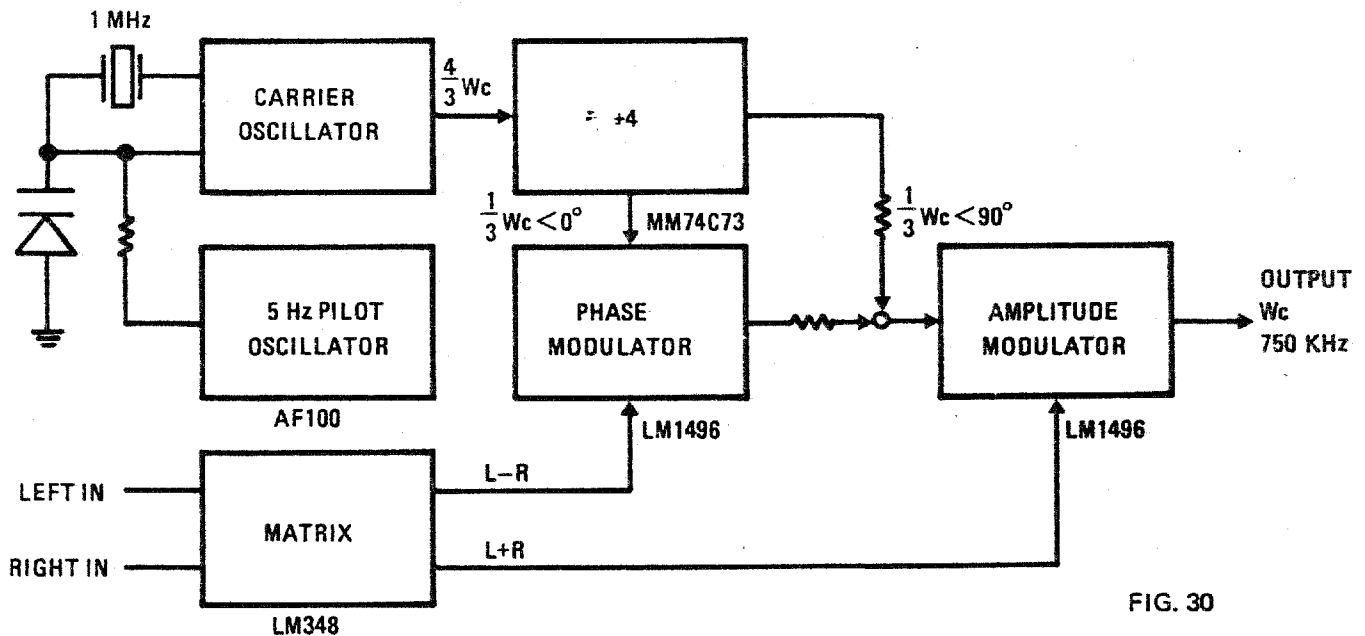 1 MHz
CARRIER
OSCILLATOR
4/3 Wc
÷4
1/3 Wc <0°
MM74C73
1/3 Wc <90°
5 Hz PILOT
OSCILLATOR
AF100
PHASE
MODULATOR
LM1496
AMPLITUDE
MODULATOR
LM1496
OUTPUT
Wc
750 KHz
LEFT IN
RIGHT IN
MATRIX
LM348
L–R
L+R
FIG. 30